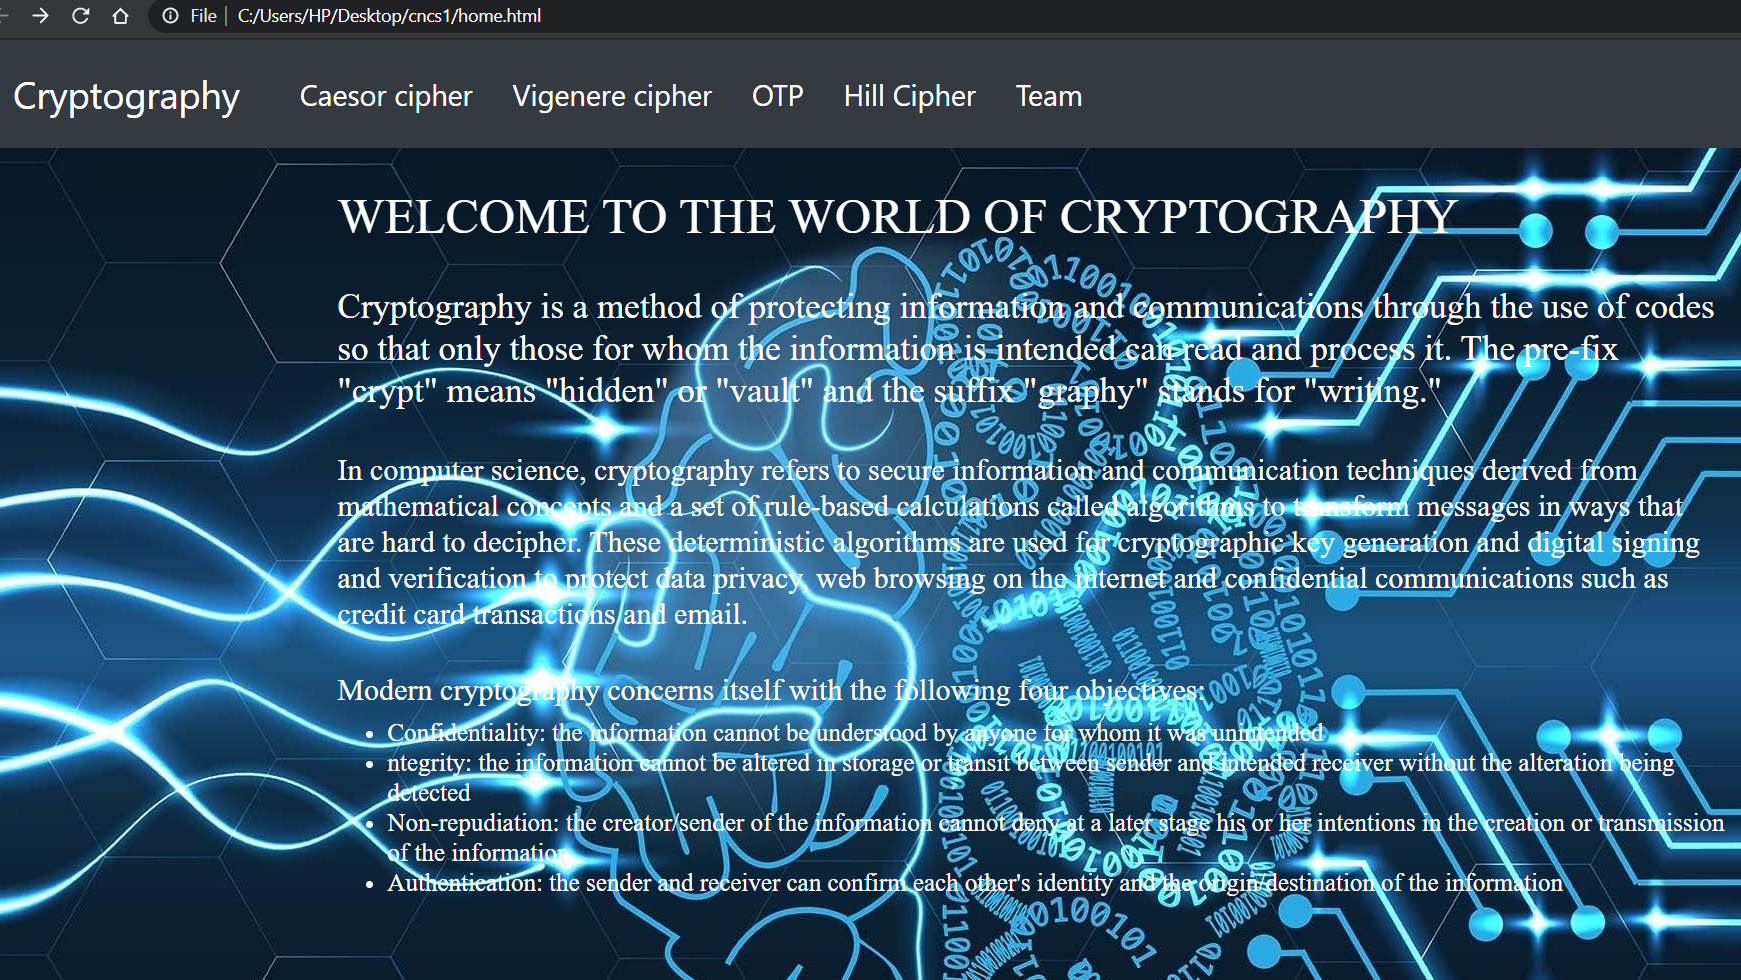 File | C:/Users/HP/Desktop/cncs1/home.html
Cryptography Caesor cipher Vigenere cipher OTP Hill Cipher Team
WELCOME TO THE WORLD OF CRYPTOGRAPHY
Cryptography is a method of protecting information and communications through the use of codes
so that only those for whom the information is intended can read and process it. The pre-fix
"crypt" means "hidden" or "vault" and the suffix "graphy" stands for "writing."
In computer science, cryptography refers to secure information and communication techniques derived from
mathematical concepts and a set of rule-based calculations called algorithms to transform messages in ways that
are hard to decipher. These deterministic algorithms are used for cryptographic key generation and digital signing
and verification to protect data privacy, web browsing on the internet and confidential communications such as
credit card transactions and email.
Modern cryptography concerns itself with the following four objectives:
• Confidentiality: the information cannot be understood by anyone for whom it was unintended
• ntegrity: the information cannot be altered in storage or transit between sender and intended receiver without the alteration being
detected
• Non-repudiation: the creator/sender of the information cannot deny at a later stage his or her intentions in the creation or transmission
of the information
• Authentication: the sender and receiver can confirm each other's identity and the origin/destination of the information